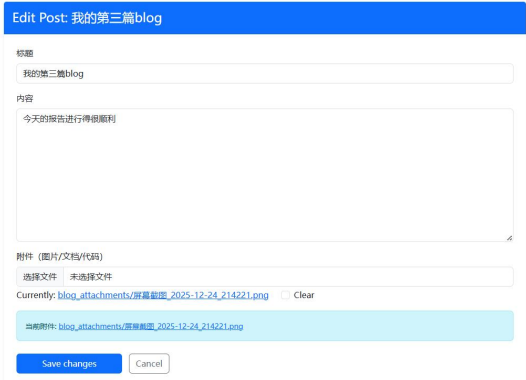 Edit Post: 我的第三篇blog
标题
我的第三篇blog
内容
今天的报告进行得很顺利
附件（图片/文档/代码）
选择文件 未选择文件
Currently: blog_attachments/屏幕截图_2025-12-24_214221.png Clear
当前附件: blog_attachments/屏幕截图_2025-12-24_214221.png
Save changes Cancel